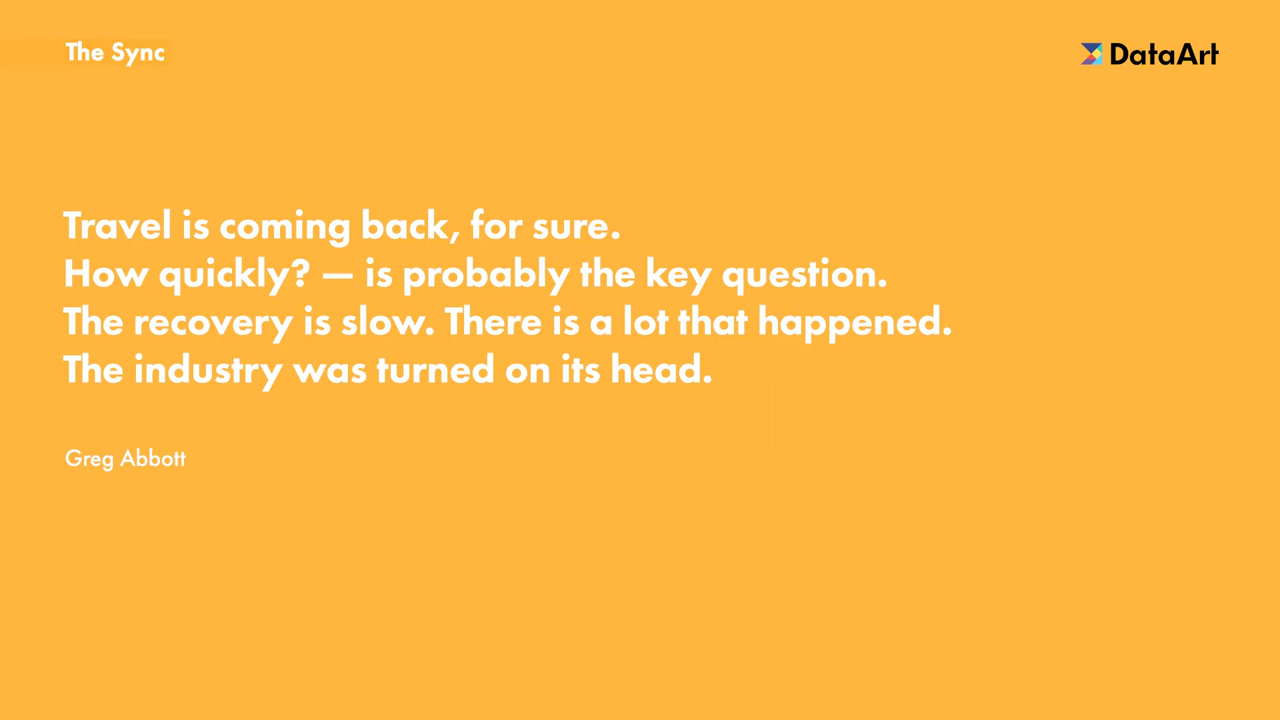 The Sync
DataArt
Travel is coming back, for sure.
How quickly? — is probably the key question.
The recovery is slow. There is a lot that happened.
The industry was turned on its head.
Greg Abbott